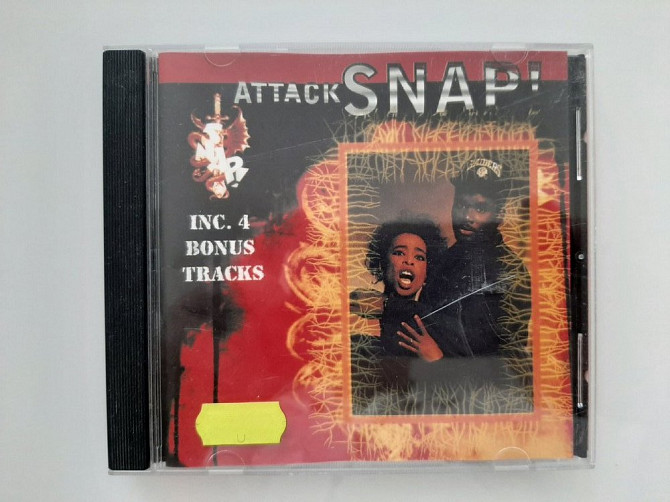 ATTACK SNAP!
SNAP!
INC. 4
BONUS
TRACKS